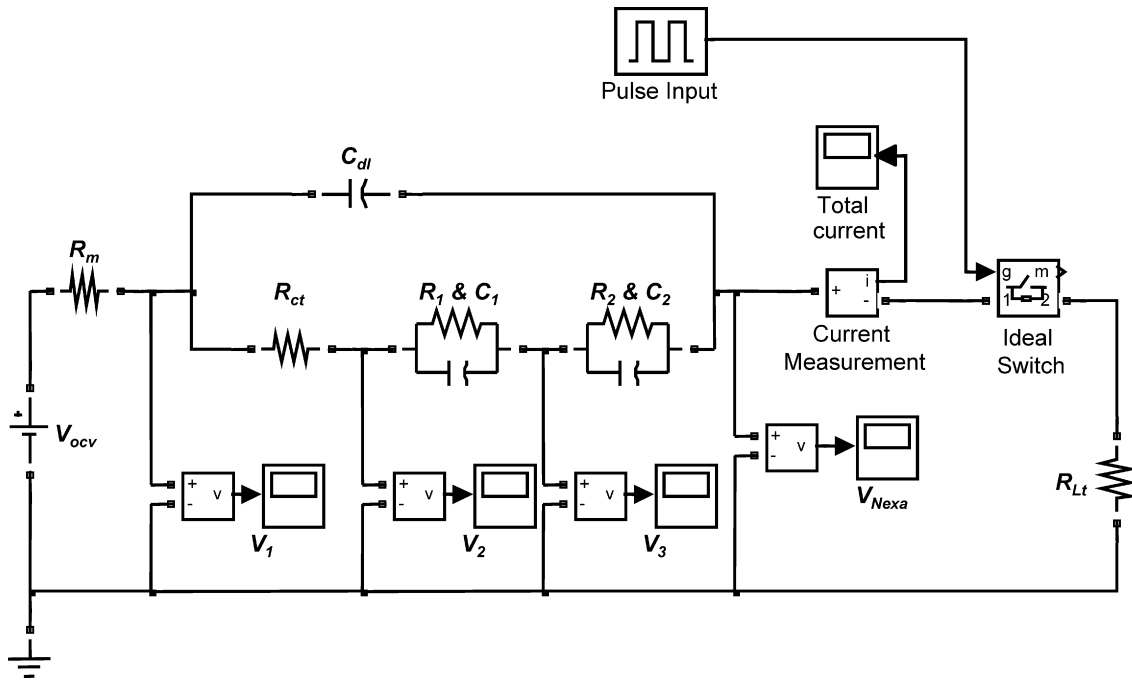 Pulse Input
C_dl
Total
current
R_m
g m
i
+
-
1 2
R_ct
R_1 & C_1
R_2 & C_2
Current
Measurement
Ideal
Switch
+
V_ocv
+
-
v
V_Nexa
R_Lt
+
-
v
V_1
+
-
v
V_2
+
-
v
V_3